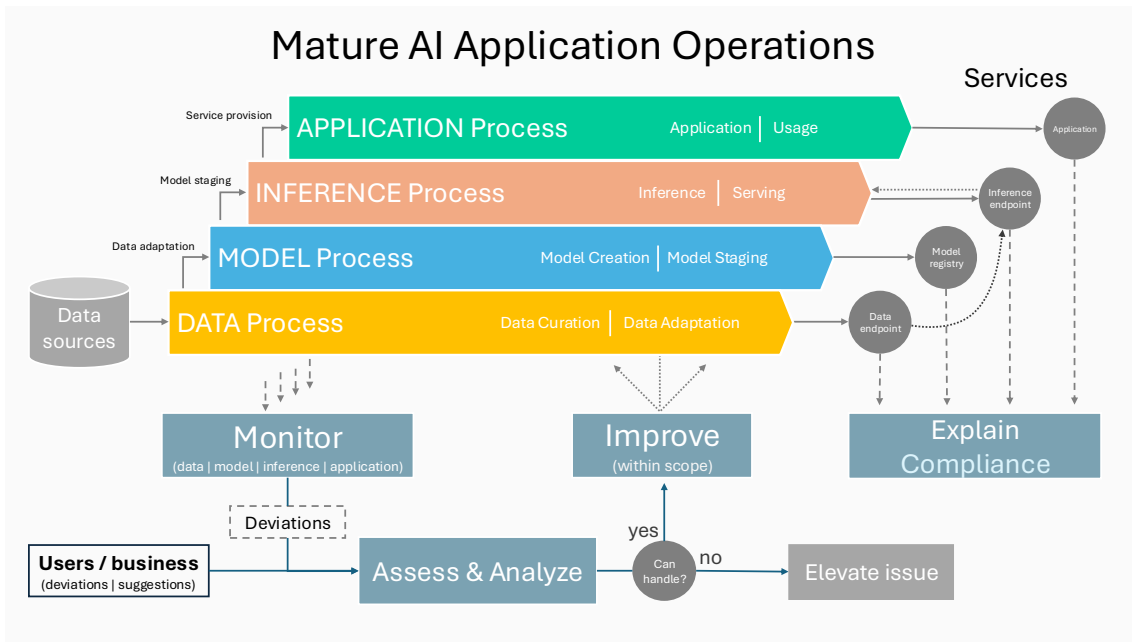 Mature AI Application Operations
Services
Service provision
APPLICATION Process
Application | Usage
Application
Model staging
INFERENCE Process
Inference | Serving
Inference
endpoint
Data adaptation
MODEL Process
Model Creation | Model Staging
Model
registry
Data
sources
DATA Process
Data Curation | Data Adaptation
Data
endpoint
Monitor
(data | model | inference | application)
Improve
(within scope)
Explain
Compliance
Deviations
yes
Users / business
(deviations | suggestions)
Assess & Analyze
Can
handle?
no
Elevate issue